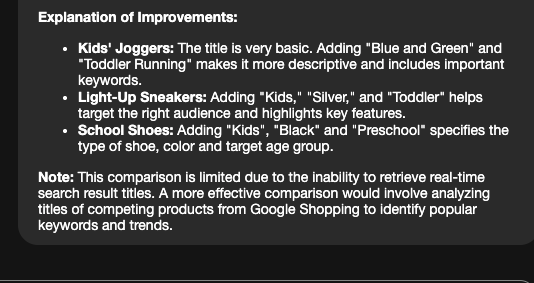 Explanation of Improvements:
• Kids' Joggers: The title is very basic. Adding "Blue and Green" and
"Toddler Running" makes it more descriptive and includes important
keywords.
• Light-Up Sneakers: Adding "Kids," "Silver," and "Toddler" helps
target the right audience and highlights key features.
• School Shoes: Adding "Kids", "Black" and "Preschool" specifies the
type of shoe, color and target age group.
Note: This comparison is limited due to the inability to retrieve real-time
search result titles. A more effective comparison would involve analyzing
titles of competing products from Google Shopping to identify popular
keywords and trends.